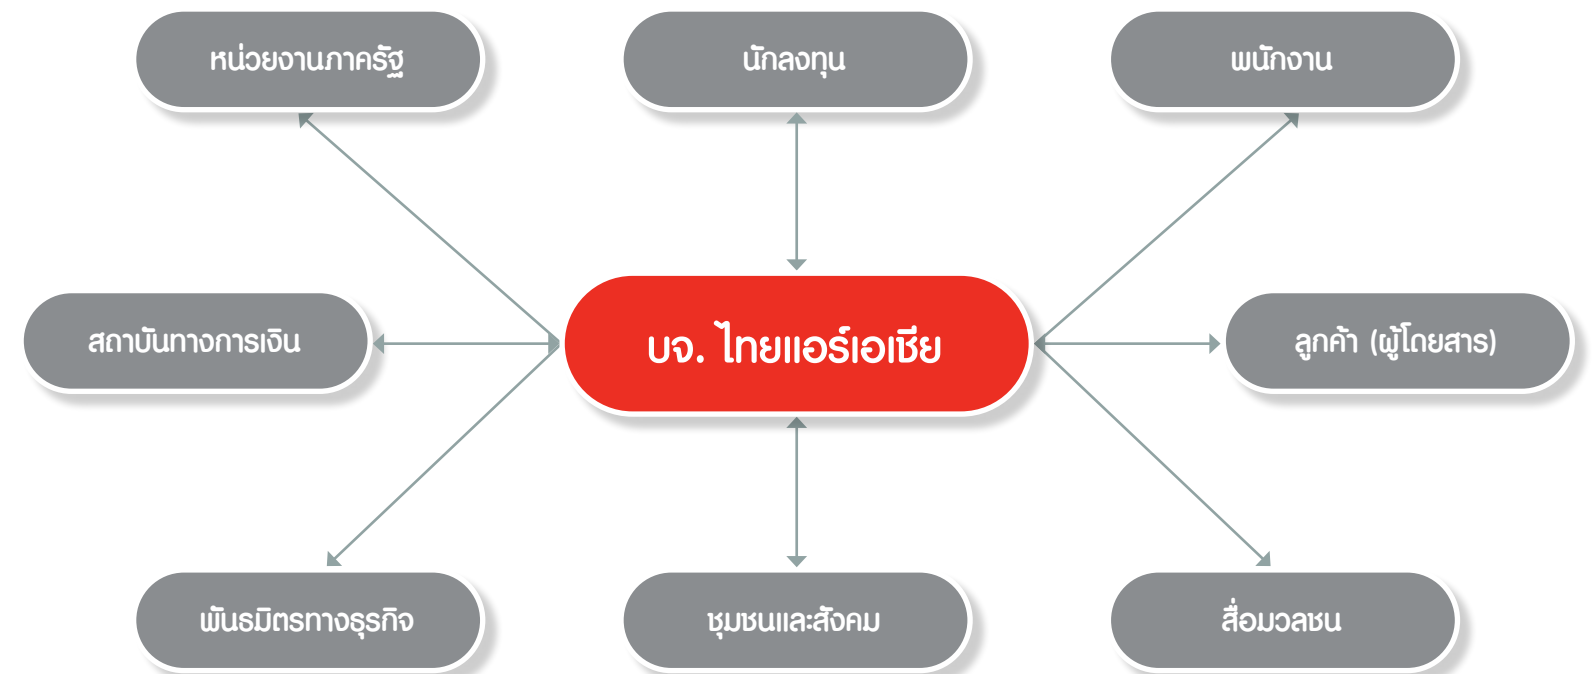 หน่วยงานภาครัฐ
นักลงทุน
พนักงาน
สถาบันทางการเงิน
บจ. ไทยแอร์เอเชีย
ลูกค้า (ผู้โดยสาร)
พันธมิตรทางธุรกิจ
ชุมชนและสังคม
สื่อมวลชน